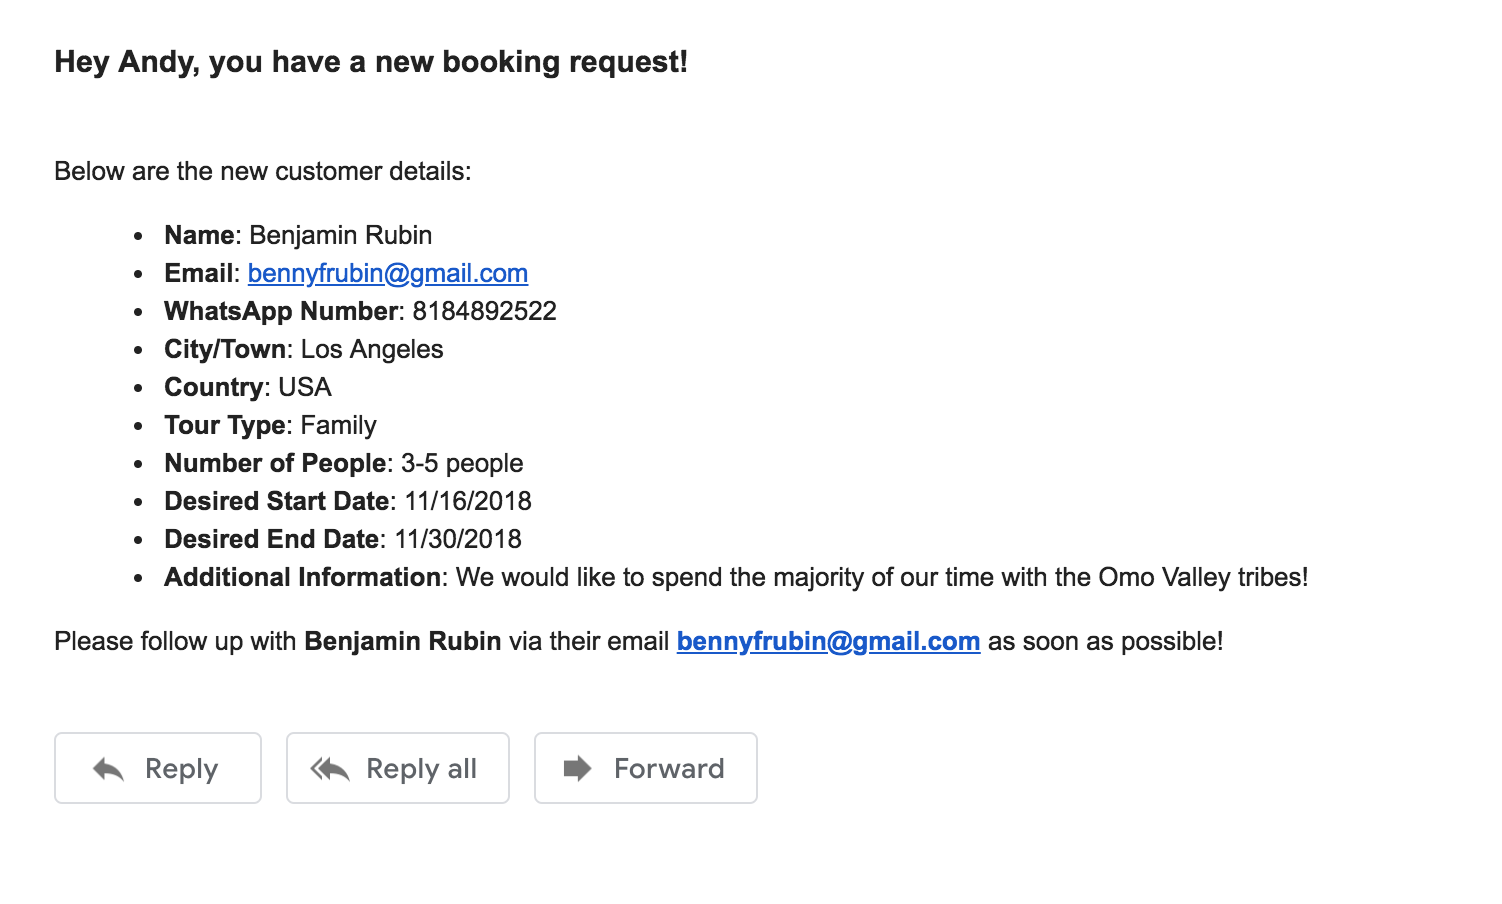 Hey Andy, you have a new booking request!
Below are the new customer details:
• Name: Benjamin Rubin
• Email: bennyfrubin@gmail.com
• WhatsApp Number: 8184892522
• City/Town: Los Angeles
• Country: USA
• Tour Type: Family
• Number of People: 3-5 people
• Desired Start Date: 11/16/2018
• Desired End Date: 11/30/2018
• Additional Information: We would like to spend the majority of our time with the Omo Valley tribes!
Please follow up with Benjamin Rubin via their email bennyfrubin@gmail.com as soon as possible!
Reply Reply all Forward